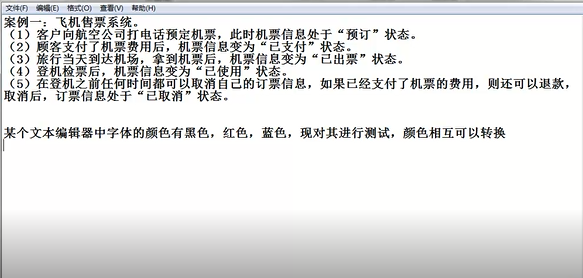 文件(F) 编辑(E) 格式(O) 查看(V) 帮助(H)
案例一：飞机售票系统。
（1）客户向航空公司打电话预定机票，此时机票信息处于“预订”状态。
（2）顾客支付了机票费用后，机票信息变为“已支付”状态。
（3）旅行当天到达机场，拿到机票后，机票信息变为“已出票”状态。
（4）登机检票后，机票信息变为“已使用”状态。
（5）在登机之前任何时间都可以取消自己的订票信息，如果已经支付了机票的费用，则还可以退款，
取消后，订票信息处于“已取消”状态。
某个文本编辑器中字体的颜色有黑色，红色，蓝色，现对其进行测试，颜色相互可以转换